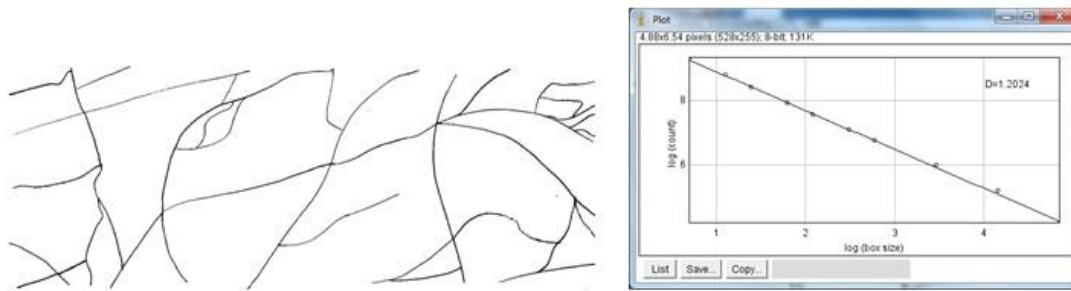 Plot
4.88x6.54 pixels (528x255); 8-bit; 131K
D=1.2024
8
6
log (count)
1 2 3 4
log (box size)
List Save... Copy...